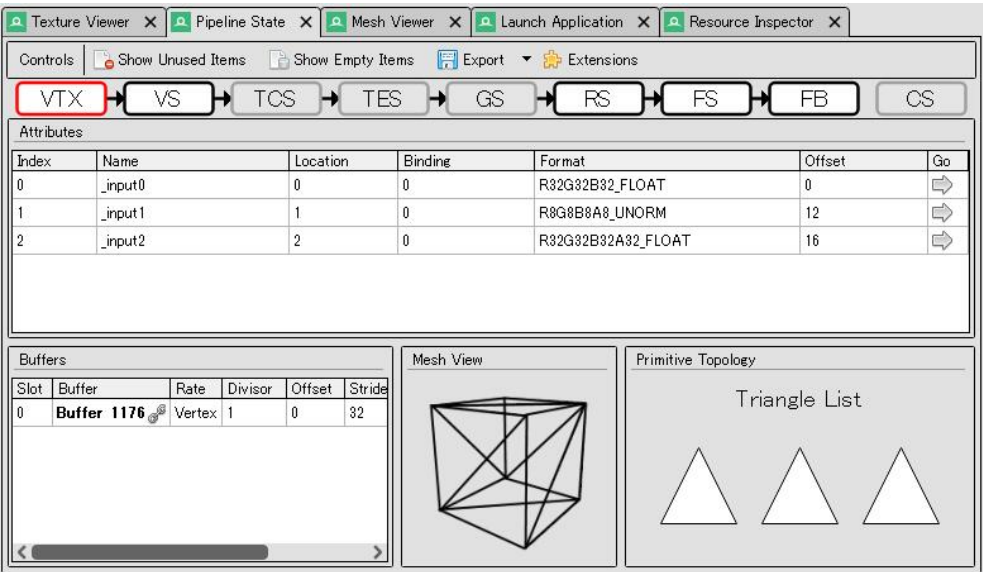 Texture Viewer X Pipeline State X Mesh Viewer X Launch Application X Resource Inspector X
Controls Show Unused Items Show Empty Items Export Extensions
VTX VS TCS TES GS RS FS FB CS
Attributes
Index Name Location Binding Format Offset Go
0 _input0 0 0 R32G32B32_FLOAT 0
1 _input1 1 0 R8G8B8A8_UNORM 12
2 _input2 2 0 R32G32B32A32_FLOAT 16
Buffers Mesh View Primitive Topology
Slot Buffer Rate Divisor Offset Stride
Triangle List
0 Buffer 1176 Vertex 1 0 32